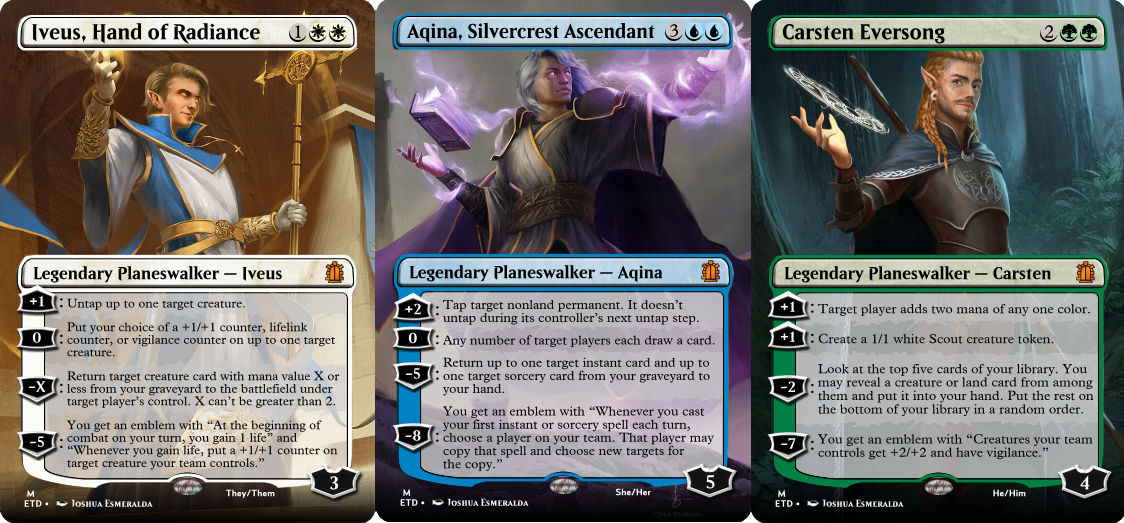 Iveus, Hand of Radiance 1
Legendary Planeswalker — Iveus
+1: Untap up to one target creature.
0: Put your choice of a +1/+1 counter, lifelink
counter, or vigilance counter on up to one target
creature.
-X: Return target creature card with mana value X or
less from your graveyard to the battlefield under
target player's control. X can't be greater than 2.
-5: You get an emblem with "At the beginning of
combat on your turn, you gain 1 life" and
"Whenever you gain life, put a +1/+1 counter on
target creature your team controls."
3
M
They/Them
ETD • Joshua Esmeralda
Aqina, Silvercrest Ascendant 3
Legendary Planeswalker — Aqina
+2: Tap target nonland permanent. It doesn't
untap during its controller's next untap step.
0: Any number of target players each draw a card.
-5: Return up to one target instant card and up to
one target sorcery card from your graveyard to
your hand.
-8: You get an emblem with "Whenever you cast
your first instant or sorcery spell each turn,
choose a player on your team. That player may
copy that spell and choose new targets for
the copy."
5
M
She/Her
ETD • Joshua Esmeralda
JOSHUA ESMERALDA
Carsten Eversong 2
Legendary Planeswalker — Carsten
+1: Target player adds two mana of any one color.
+1: Create a 1/1 white Scout creature token.
-2: Look at the top five cards of your library. You
may reveal a creature or land card from among
them and put it into your hand. Put the rest on
the bottom of your library in a random order.
-7: You get an emblem with "Creatures your team
controls get +2/+2 and have vigilance."
4
M
He/Him
ETD • Joshua Esmeralda